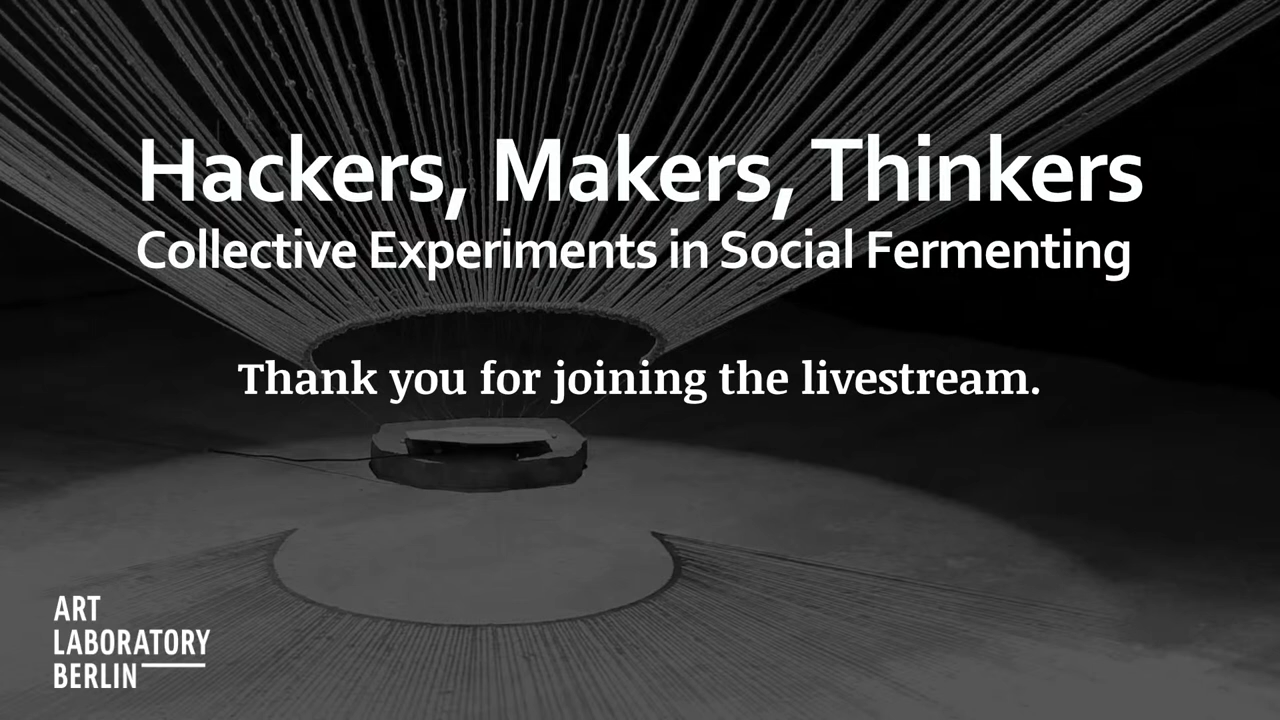 Hackers, Makers, Thinkers
Collective Experiments in Social Fermenting
Thank you for joining the livestream.
ART
LABORATORY
BERLIN